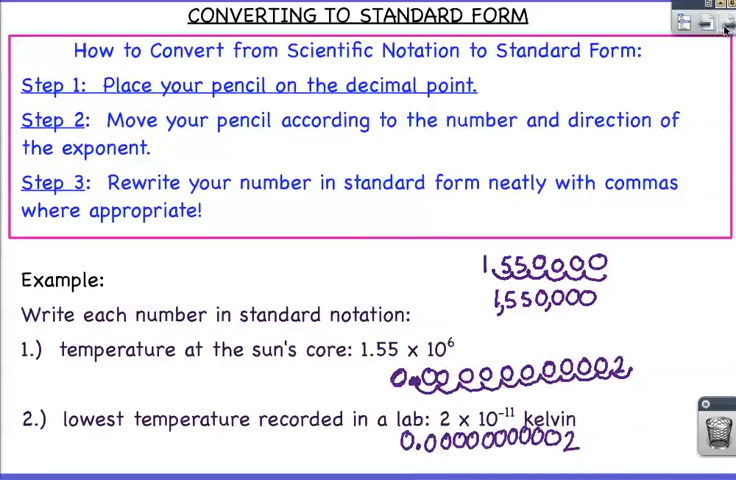 CONVERTING TO STANDARD FORM
How to Convert from Scientific Notation to Standard Form:
Step 1: Place your pencil on the decimal point.
Step 2: Move your pencil according to the number and direction of
the exponent.
Step 3: Rewrite your number in standard form neatly with commas
where appropriate!
1.550000
Example:
1,550,000
Write each number in standard notation:
1.) temperature at the sun's core: 1.55 x 10⁶
2.) lowest temperature recorded in a lab: 2 x 10⁻¹¹ kelvin